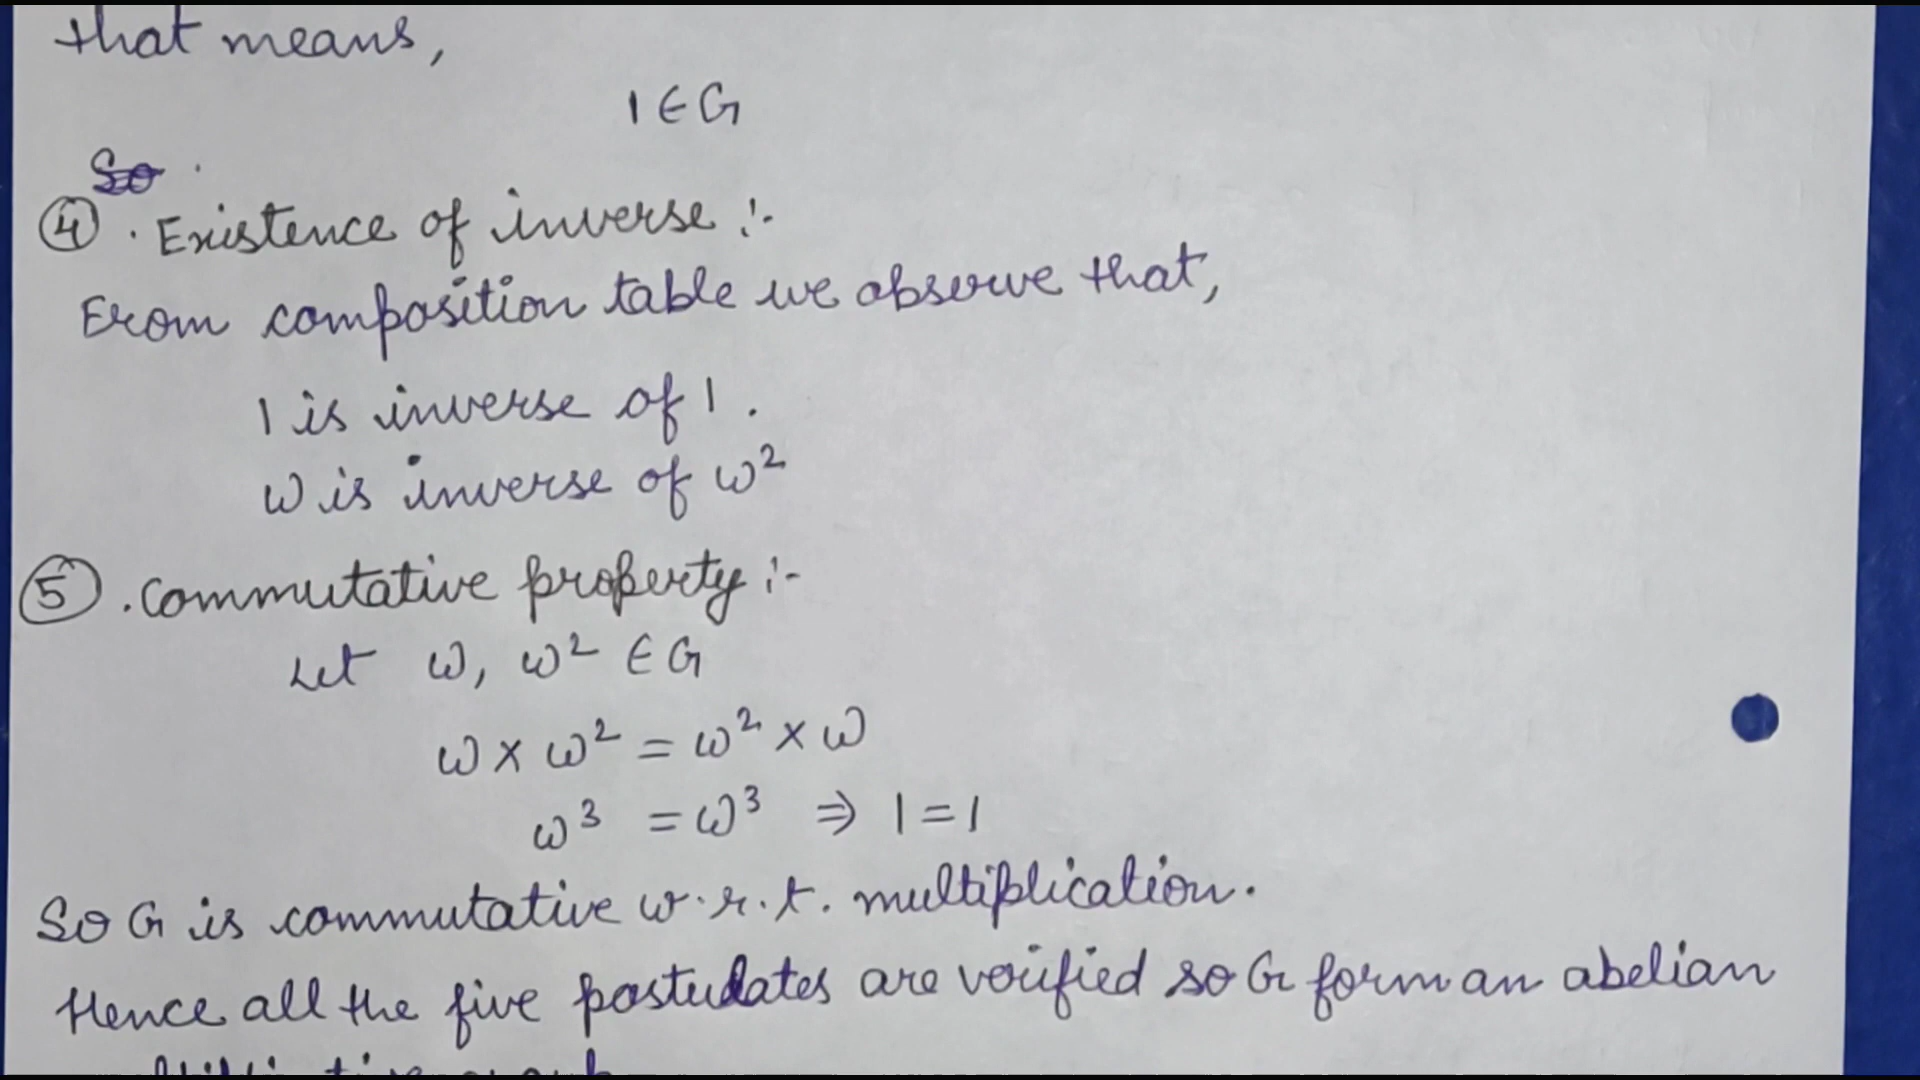 that means,
1 ∈ G
So
④. Existence of inverse :-
From composition table we observe that,
1 is inverse of 1.
ω is inverse of ω²
⑤. Commutative property :-
Let ω, ω² ∈ G
ω × ω² = ω² × ω
ω³ = ω³ ⇒ 1 = 1
So G is commutative w.r.t. multiplication.
Hence all the five postulates are verified so G form an abelian